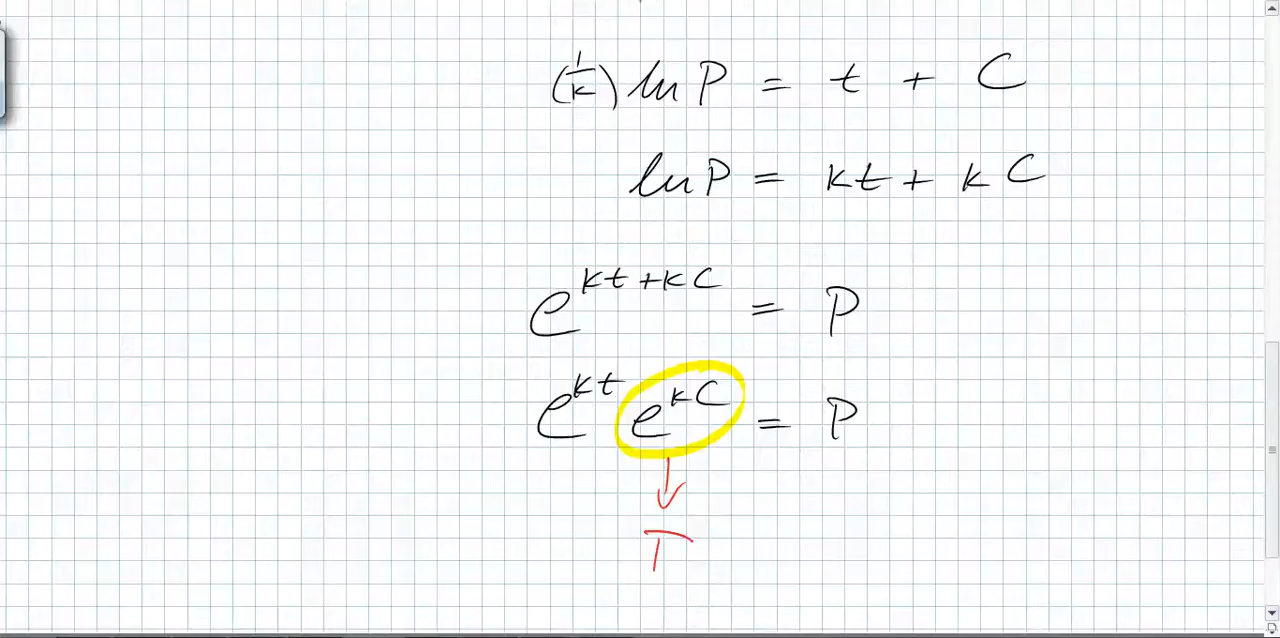 (1/k) ln P = t + C
ln P = kt + kC
e^{kt + kC} = P
e^{kt} e^{kC} = P